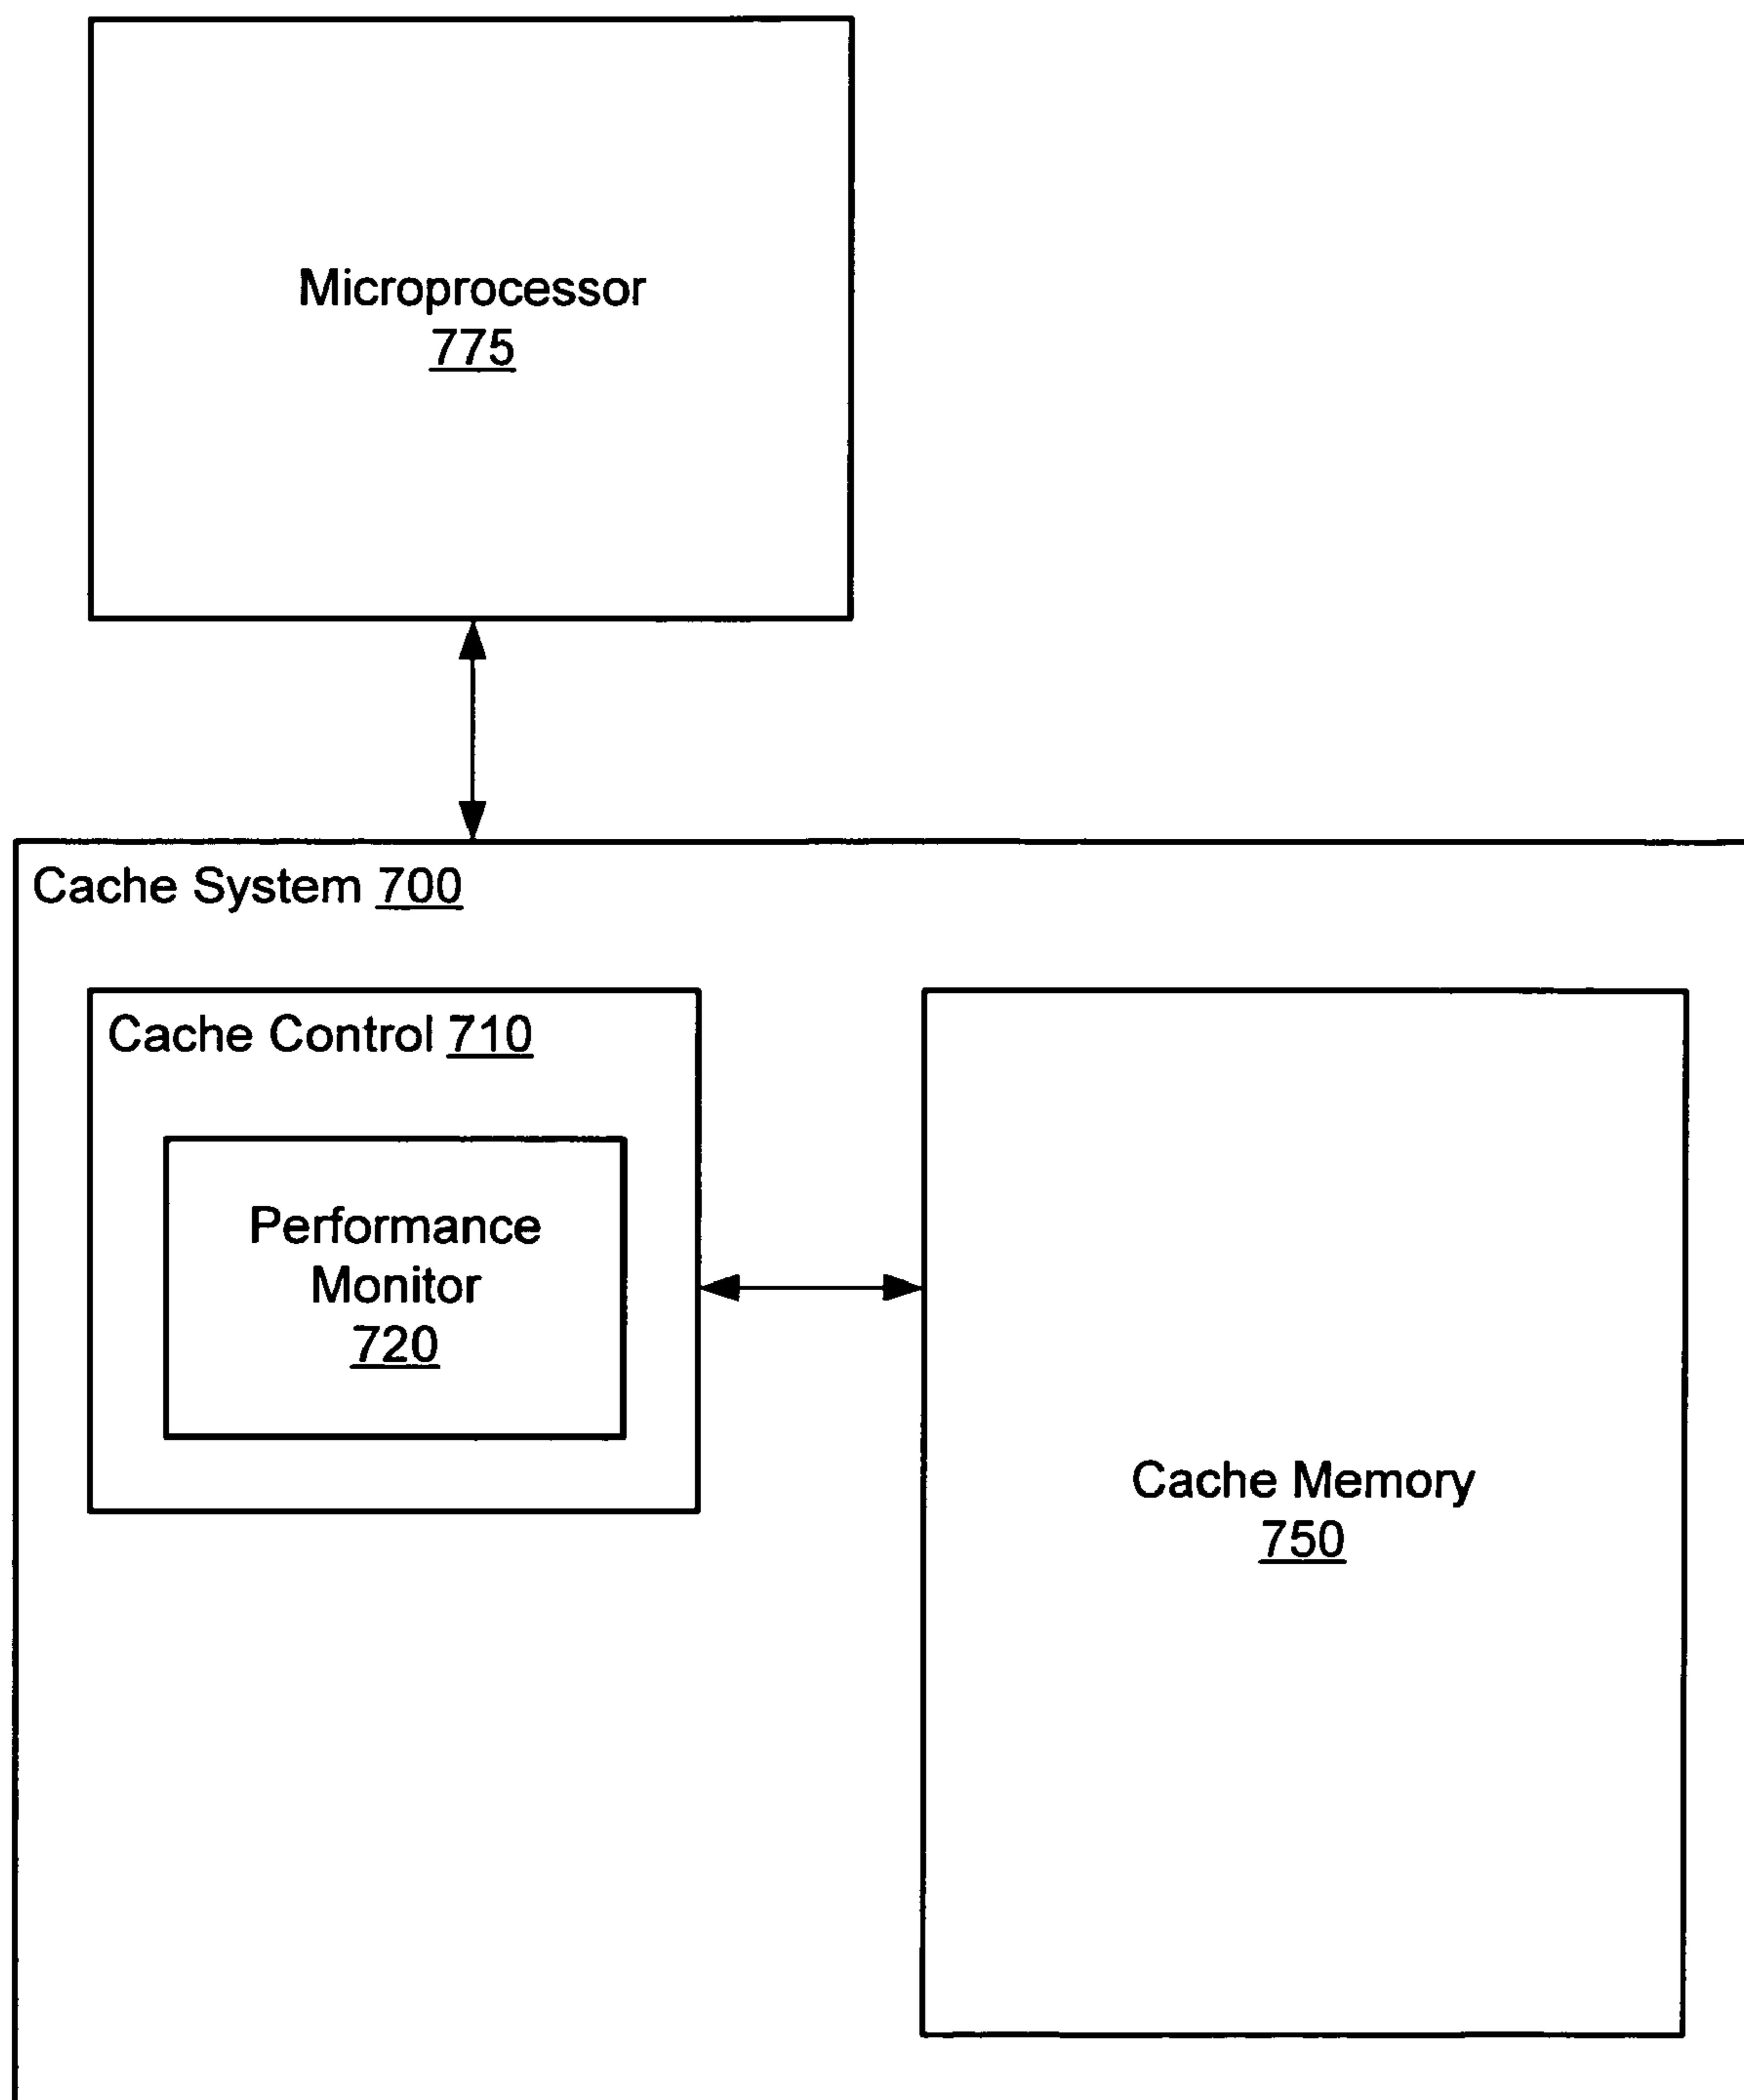 Microprocessor
775
Cache System 700
Cache Control 710
Performance
Monitor
720
Cache Memory
750